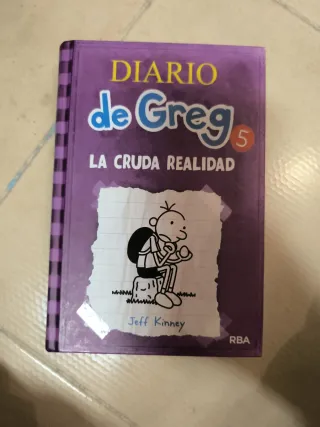 DIARIO
de Greg
5
LA CRUDA REALIDAD
Jeff Kinney
RBA